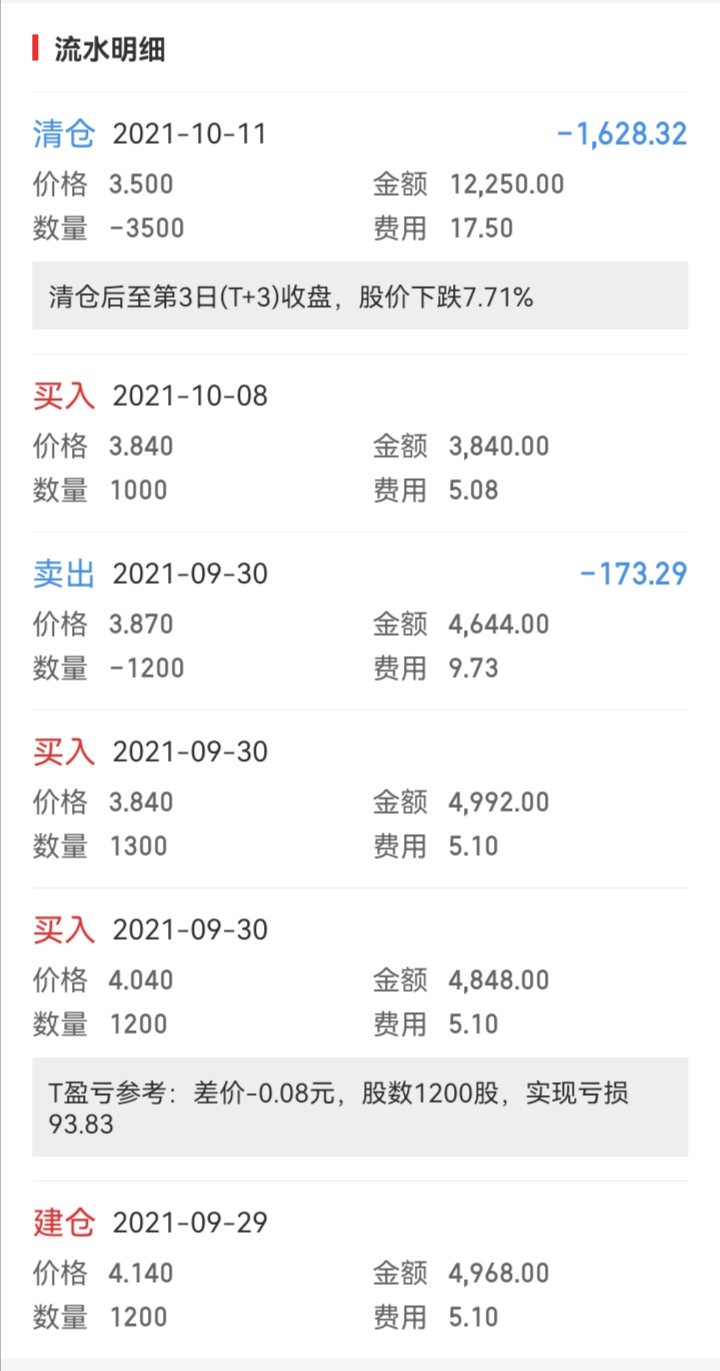 流水明细
清仓 2021-10-11 -1,628.32
价格 3.500 金额 12,250.00
数量 -3500 费用 17.50
清仓后至第3日(T+3)收盘，股价下跌7.71%
买入 2021-10-08
价格 3.840 金额 3,840.00
数量 1000 费用 5.08
卖出 2021-09-30 -173.29
价格 3.870 金额 4,644.00
数量 -1200 费用 9.73
买入 2021-09-30
价格 3.840 金额 4,992.00
数量 1300 费用 5.10
买入 2021-09-30
价格 4.040 金额 4,848.00
数量 1200 费用 5.10
T盈亏参考：差价-0.08元，股数1200股，实现亏损
93.83
建仓 2021-09-29
价格 4.140 金额 4,968.00
数量 1200 费用 5.10